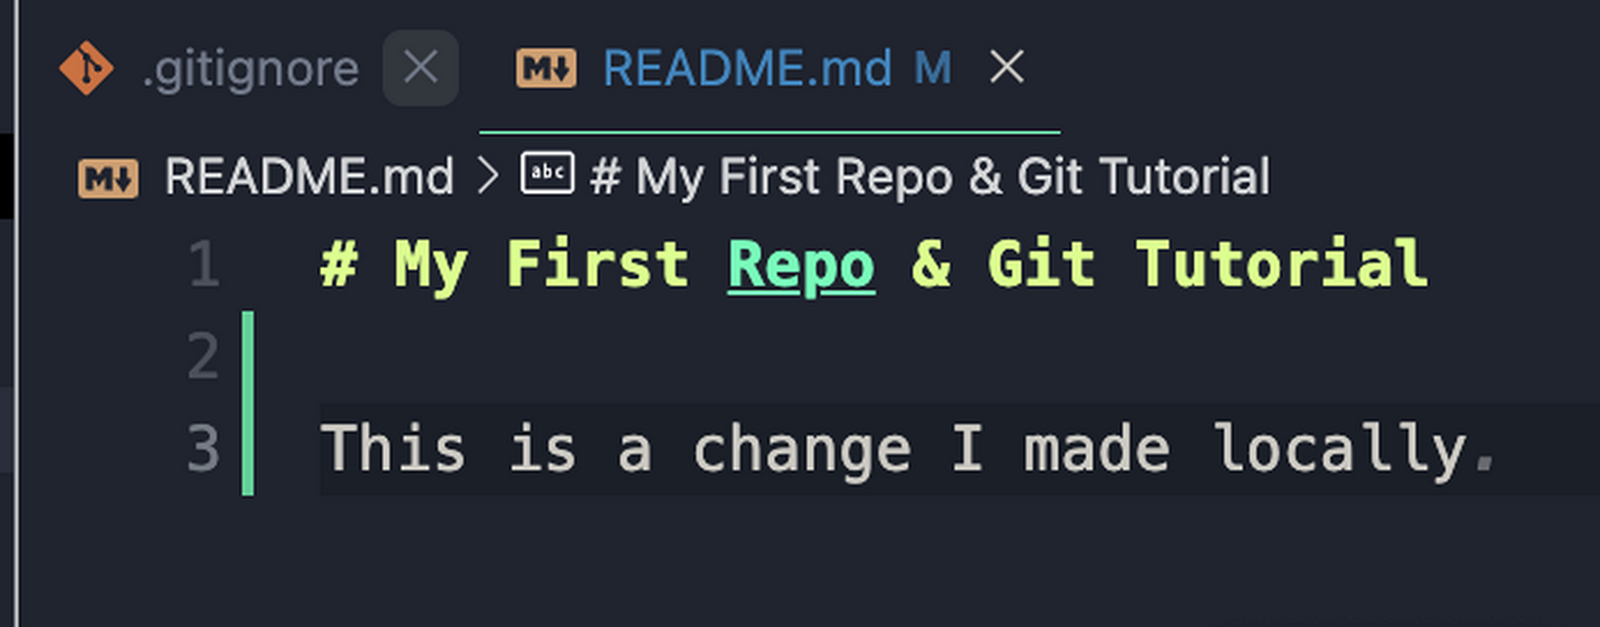 .gitignore README.md M
README.md > abc # My First Repo & Git Tutorial
1 # My First Repo & Git Tutorial
2
3 This is a change I made locally.